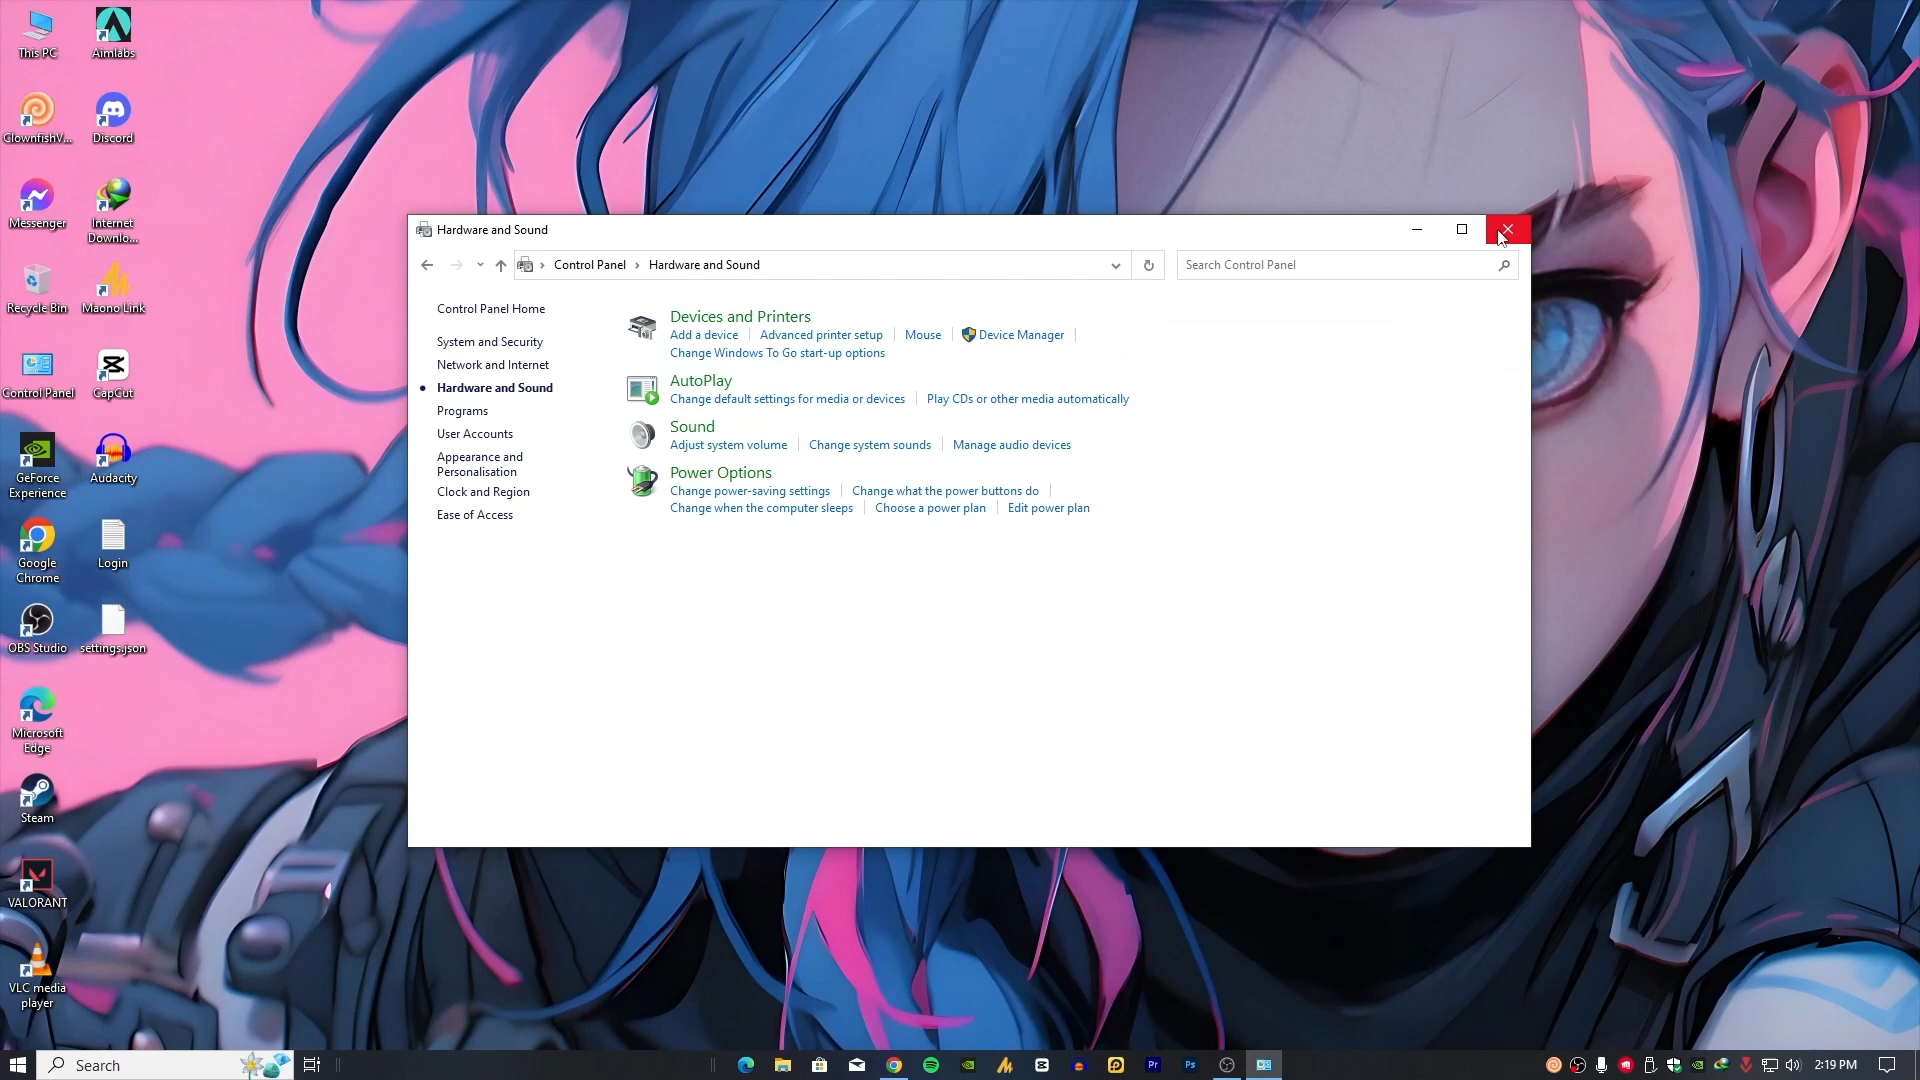 This PC
Aimlabs
ClownfishV...
Discord
Messenger
Internet
Downlo...
Recycle Bin
Maono Link
Control Panel
CapCut
GeForce
Experience
Audacity
Google
Chrome
Login
OBS Studio
settings.json
Microsoft
Edge
Steam
VALORANT
VLC media
player
Hardware and Sound
Control Panel
Hardware and Sound
Search Control Panel
Control Panel Home
System and Security
Network and Internet
Hardware and Sound
Programs
User Accounts
Appearance and
Personalisation
Clock and Region
Ease of Access
Devices and Printers
Add a device
Advanced printer setup
Mouse
Device Manager
Change Windows To Go start-up options
AutoPlay
Change default settings for media or devices
Play CDs or other media automatically
Sound
Adjust system volume
Change system sounds
Manage audio devices
Power Options
Change power-saving settings
Change what the power buttons do
Change when the computer sleeps
Choose a power plan
Edit power plan
Search
Pr
Ps
2:19 PM